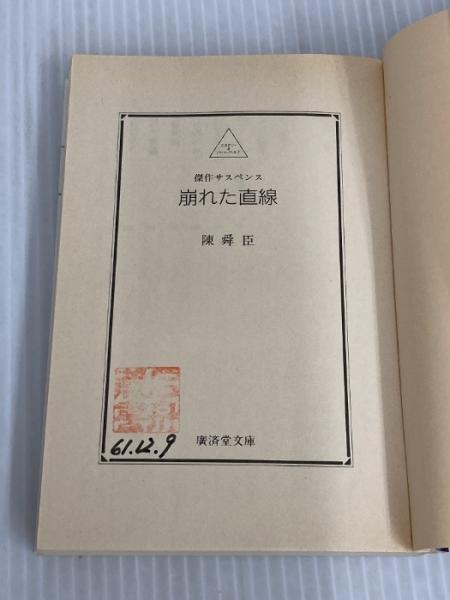 傑作サスペンス
崩れた直線
陳舜臣
61.12.9
廣済堂文庫